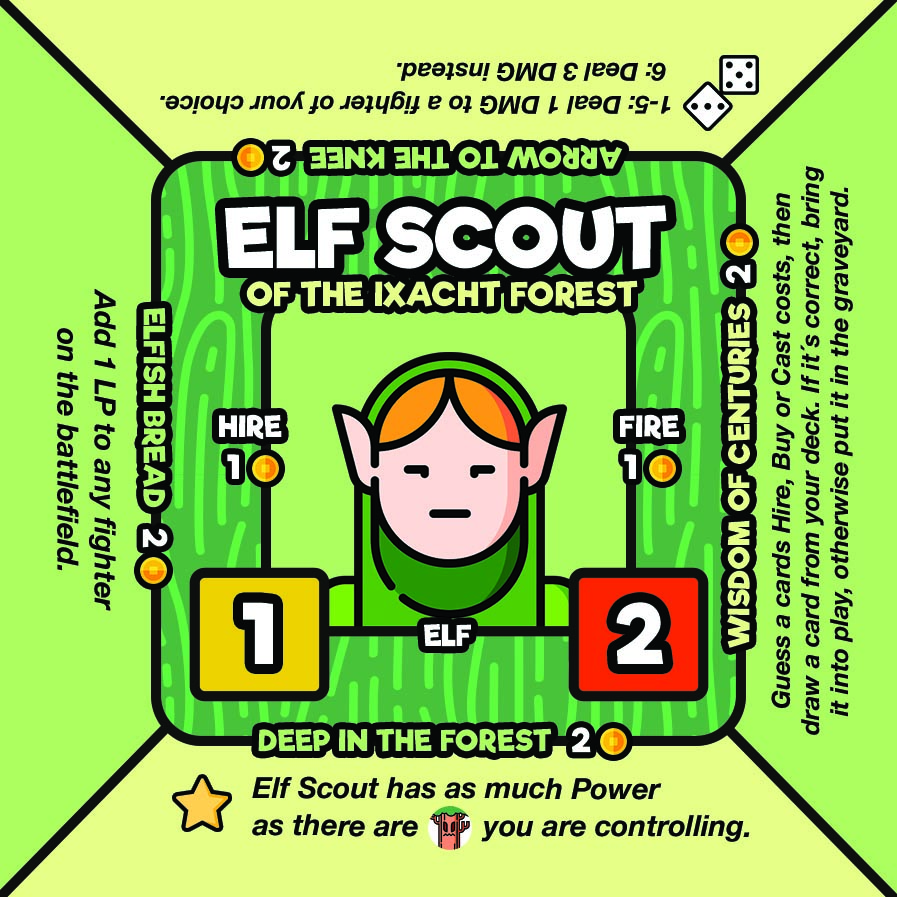 1-5: Deal 1 DMG to a fighter of your choice.
6: Deal 3 DMG instead.
ARROW TO THE KNEE 2
ELF SCOUT
OF THE IXACHT FOREST
HIRE
1
FIRE
1
ELFISH BREAD 2
Add 1 LP to any fighter
on the battlefield.
WISDOM OF CENTURIES 2
Guess a cards Hire, Buy or Cast costs, then
draw a card from your deck. If it´s correct, bring
it into play, otherwise put it in the graveyard.
1
ELF
2
DEEP IN THE FOREST 2
Elf Scout has as much Power
as there are you are controlling.